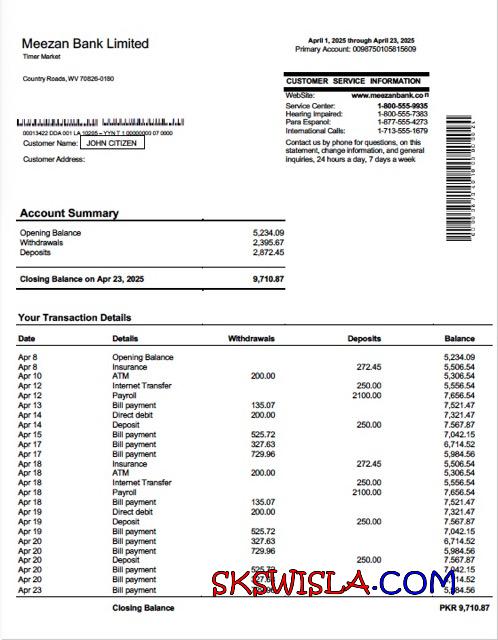 Meezan Bank Limited
Timer Market
Country Roads, WV 70826-0180
April 1, 2025 through April 23, 2025
Primary Account: 0098750105815609
CUSTOMER SERVICE INFORMATION
WebSite: www.meezanbank.co
Service Center: 1-800-555-9935
Hearing Impaired: 1-800-555-7383
Para Espanol: 1-877-555-4273
International Calls: 1-713-555-1679
Contact us by phone for questions, on this
statement, change information, and general
inquiries, 24 hours a day, 7 days a week
00013422 DDA 001 LA 10205 - YYN T 1 00000000 07 0000
Customer Name: JOHN CITIZEN
Customer Address:
Account Summary
Opening Balance 5,234.09
Withdrawals 2,395.67
Deposits 2,872.45
Closing Balance on Apr 23, 2025 9,710.87
Your Transaction Details
Date Details Withdrawals Deposits Balance
Apr 8 Opening Balance 5,234.09
Apr 8 Insurance 272.45 5,506.54
Apr 10 ATM 200.00 5,306.54
Apr 12 Internet Transfer 250.00 5,556.54
Apr 12 Payroll 2100.00 7,656.54
Apr 13 Bill payment 135.07 7,521.47
Apr 14 Direct debit 200.00 7,321.47
Apr 14 Deposit 250.00 7.567.87
Apr 15 Bill payment 525.72 7,042.15
Apr 17 Bill payment 327.63 6,714.52
Apr 17 Bill payment 729.96 5,984.56
Apr 18 Insurance 272.45 5,506.54
Apr 18 ATM 200.00 5,306.54
Apr 18 Internet Transfer 250.00 5,556.54
Apr 18 Payroll 2100.00 7,656.54
Apr 18 Bill payment 135.07 7,521.47
Apr 19 Direct debit 200.00 7,321.47
Apr 19 Deposit 250.00 7.567.87
Apr 19 Bill payment 525.72 7,042.15
Apr 20 Bill payment 327.63 6,714.52
Apr 20 Bill payment 729.96 5,984.56
Apr 20 Deposit 250.00 7.567.87
Apr 20 Bill payment 525.72 7,042.15
Apr 20 Bill payment
Apr 23 Bill payment
SKSWISLA.COM
Closing Balance PKR 9,710.87